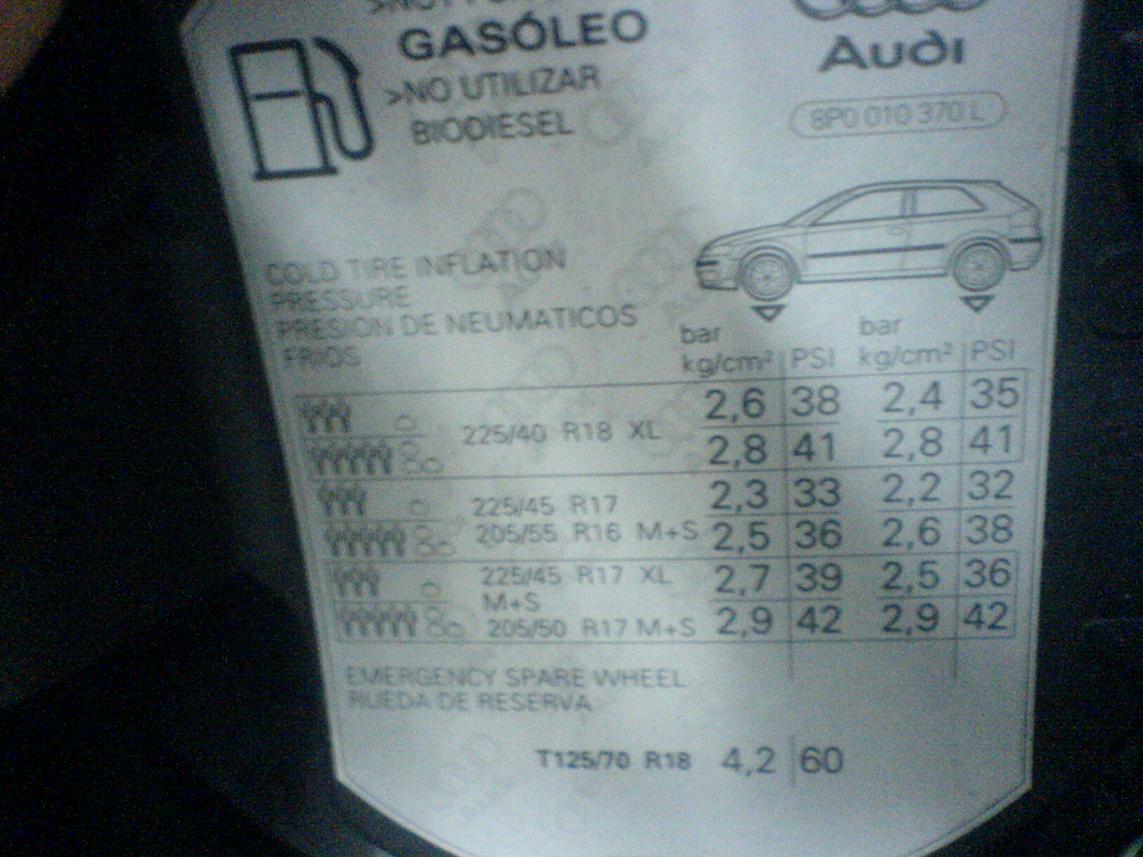 GASÓLEO
>NO UTILIZAR
BIODIESEL
Audi
8P0 010 370 L
COLD TIRE INFLATION
PRESSURE
PRESION DE NEUMATICOS
FRIOS
bar bar
kg/cm² PSI kg/cm² PSI
2,6 38 2,4 35
225/40 R18 XL
2,8 41 2,8 41
225/45 R17 2,3 33 2,2 32
205/55 R16 M+S 2,5 36 2,6 38
225/45 R17 XL 2,7 39 2,5 36
M+S
205/50 R17 M+S 2,9 42 2,9 42
EMERGENCY SPARE WHEEL
RUEDA DE RESERVA
T125/70 R18 4,2 60